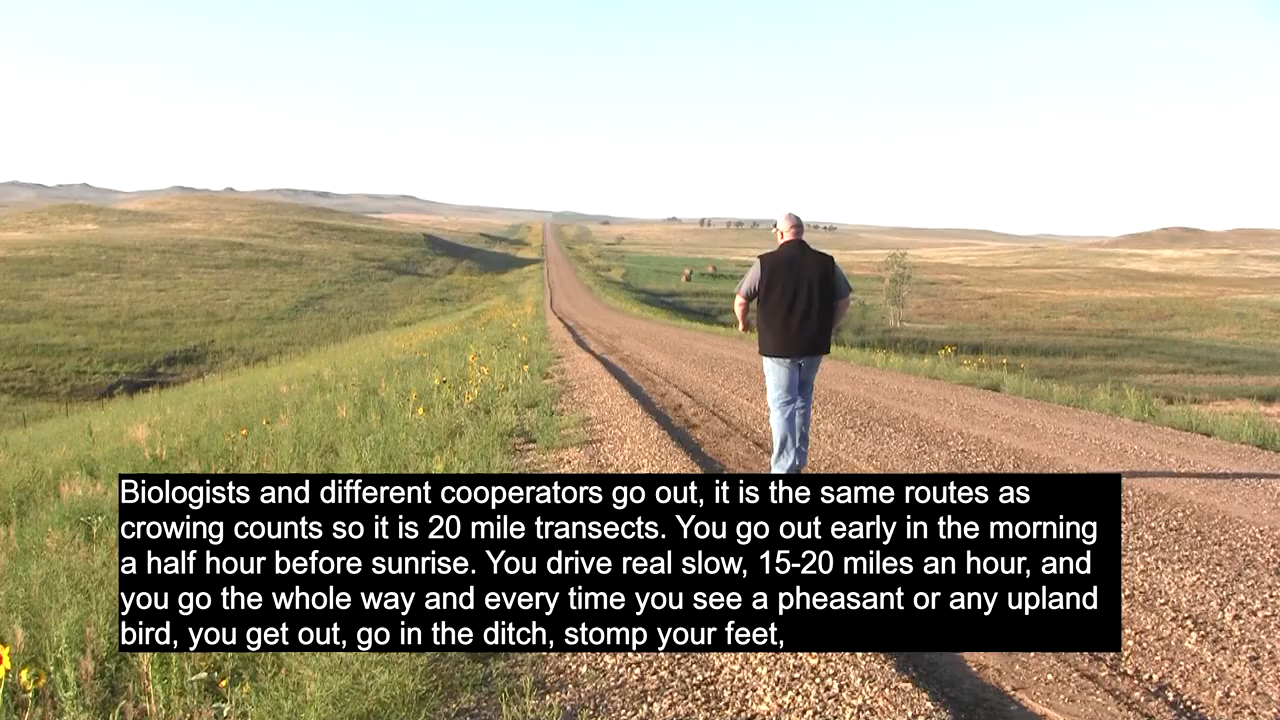 Biologists and different cooperators go out, it is the same routes as
crowing counts so it is 20 mile transects. You go out early in the morning
a half hour before sunrise. You drive real slow, 15-20 miles an hour, and
you go the whole way and every time you see a pheasant or any upland
bird, you get out, go in the ditch, stomp your feet,